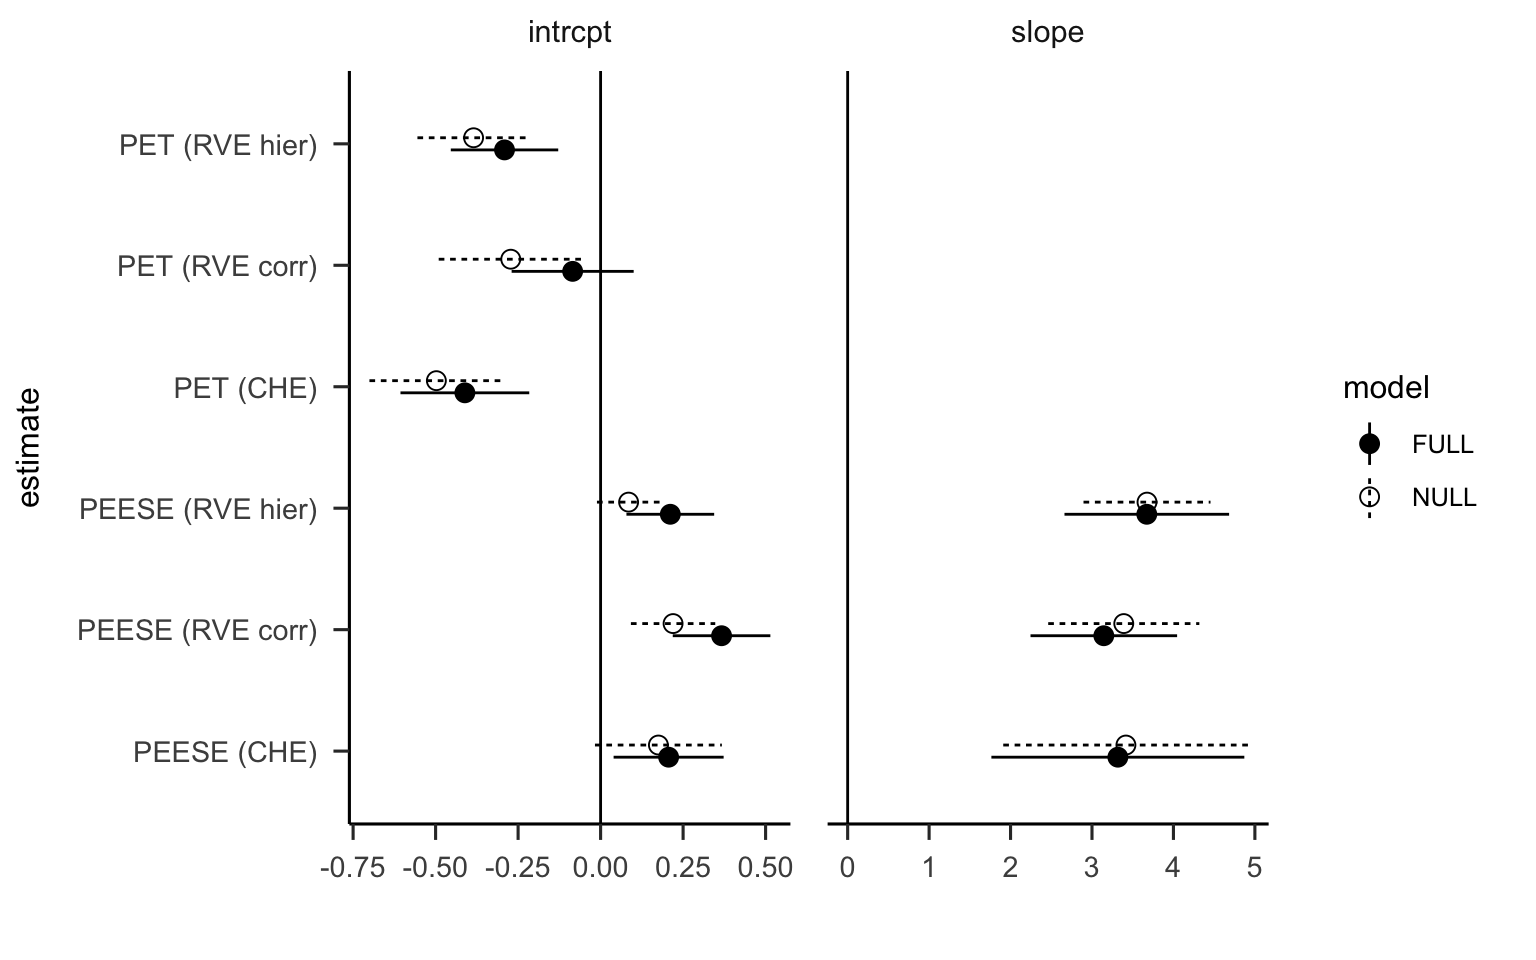 intrcpt
slope
PET (RVE hier)
PET (RVE corr)
PET (CHE)
PEESE (RVE hier)
PEESE (RVE corr)
PEESE (CHE)
estimate
-0.75 -0.50 -0.25 0.00 0.25 0.50
0 1 2 3 4 5
model
FULL
NULL